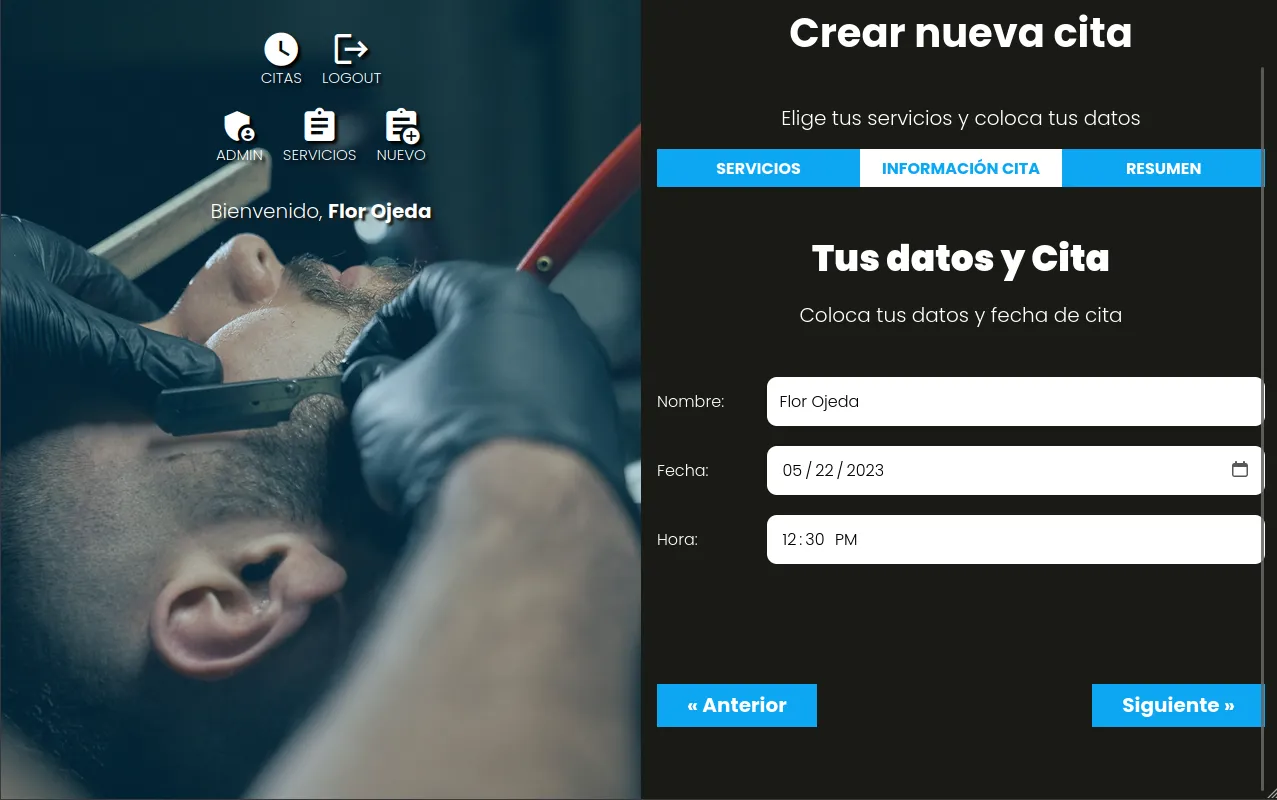 CITAS LOGOUT
ADMIN SERVICIOS NUEVO
Bienvenido, Flor Ojeda
Crear nueva cita
Elige tus servicios y coloca tus datos
SERVICIOS INFORMACIÓN CITA RESUMEN
Tus datos y Cita
Coloca tus datos y fecha de cita
Nombre: Flor Ojeda
Fecha: 05/22/2023
Hora: 12:30 PM
« Anterior Siguiente »